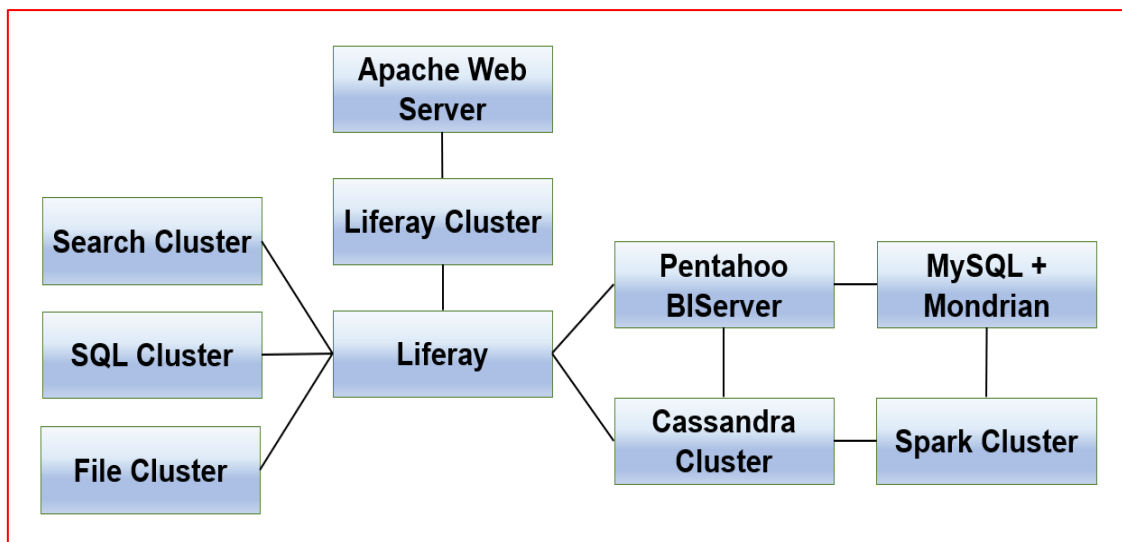 Apache Web
Server
Liferay Cluster
Search Cluster
Pentahoo
BIServer
MySQL +
Mondrian
SQL Cluster
Liferay
Cassandra
Cluster
Spark Cluster
File Cluster